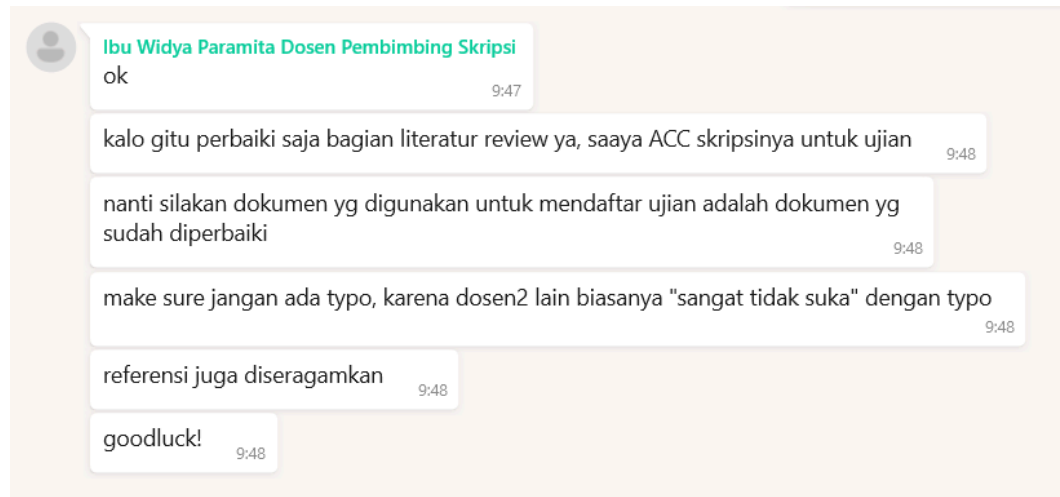 Ibu Widya Paramita Dosen Pembimbing Skripsi
ok
9:47
kalo gitu perbaiki saja bagian literatur review ya, saaya ACC skripsinya untuk ujian
9:48
nanti silakan dokumen yg digunakan untuk mendaftar ujian adalah dokumen yg
sudah diperbaiki
9:48
make sure jangan ada typo, karena dosen2 lain biasanya "sangat tidak suka" dengan typo
9:48
referensi juga diseragamkan
9:48
goodluck!
9:48